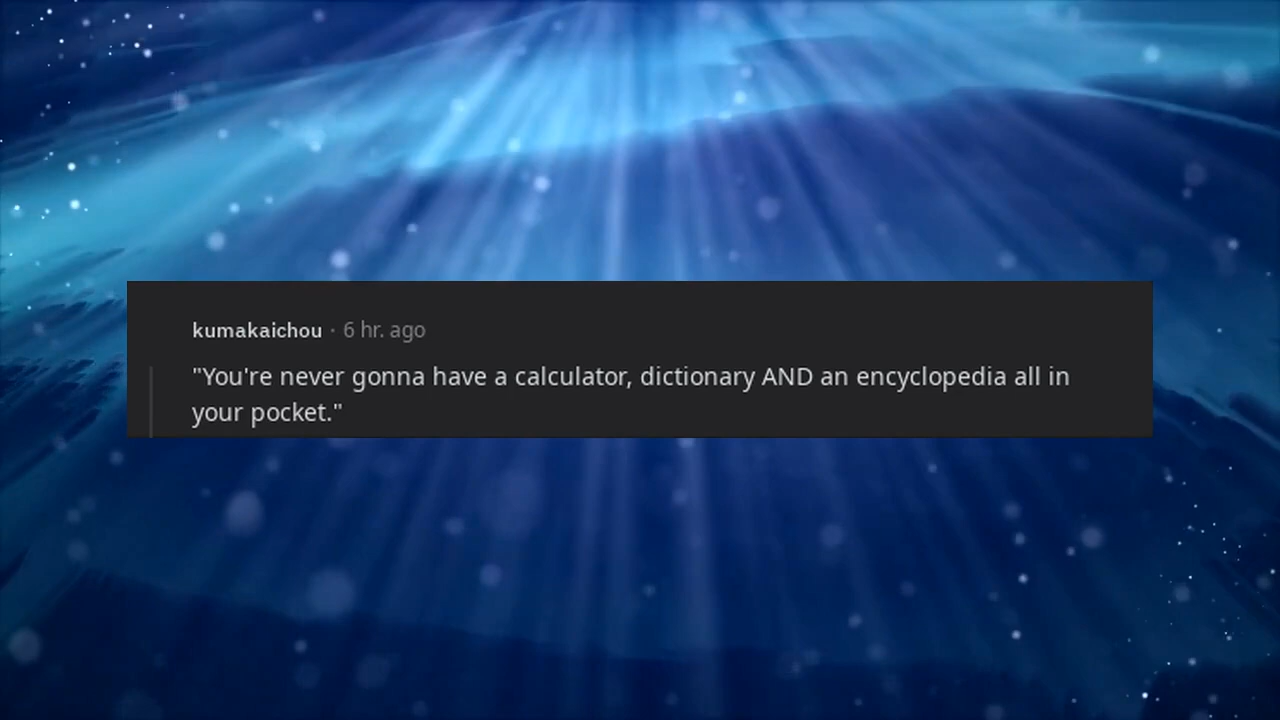 kumakaichou · 6 hr. ago
"You're never gonna have a calculator, dictionary AND an encyclopedia all in
your pocket."